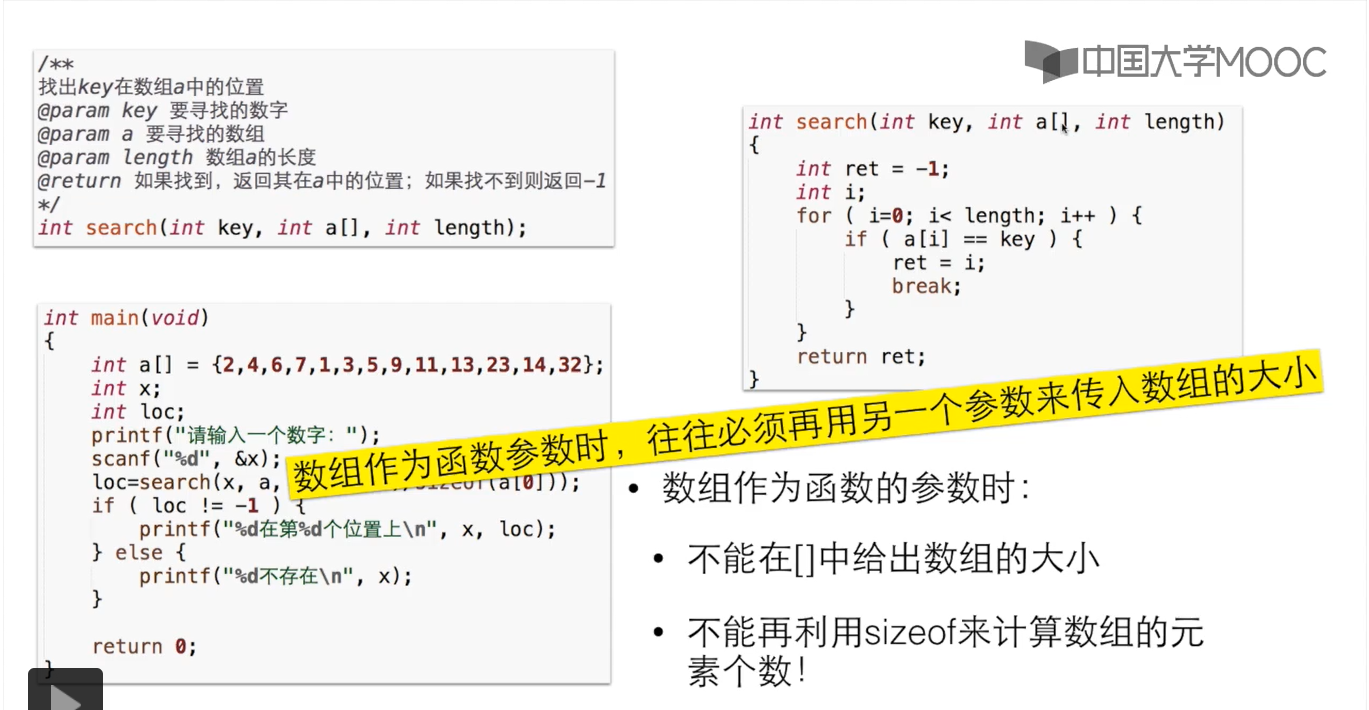 中国大学MOOC
/**
找出key在数组a中的位置
@param key 要寻找的数字
@param a 要寻找的数组
@param length 数组a的长度
@return 如果找到，返回其在a中的位置；如果找不到则返回-1
*/
int search(int key, int a[], int length);
int main(void)
{
int a[] = {2,4,6,7,1,3,5,9,11,13,23,14,32};
int x;
int loc;
printf("请输入一个数字：");
scanf("%d", &x);
loc=search(x, a, sizeof(a[0]));
if ( loc != -1 ) {
printf("%d在第%d个位置上\n", x, loc);
} else {
printf("%d不存在\n", x);
}
return 0;
}
int search(int key, int a[], int length)
{
int ret = -1;
int i;
for ( i=0; i< length; i++ ) {
if ( a[i] == key ) {
ret = i;
break;
}
}
return ret;
}
数组作为函数参数时，往往必须再用另一个参数来传入数组的大小
• 数组作为函数的参数时：
• 不能在[]中给出数组的大小
• 不能再利用sizeof来计算数组的元
素个数！